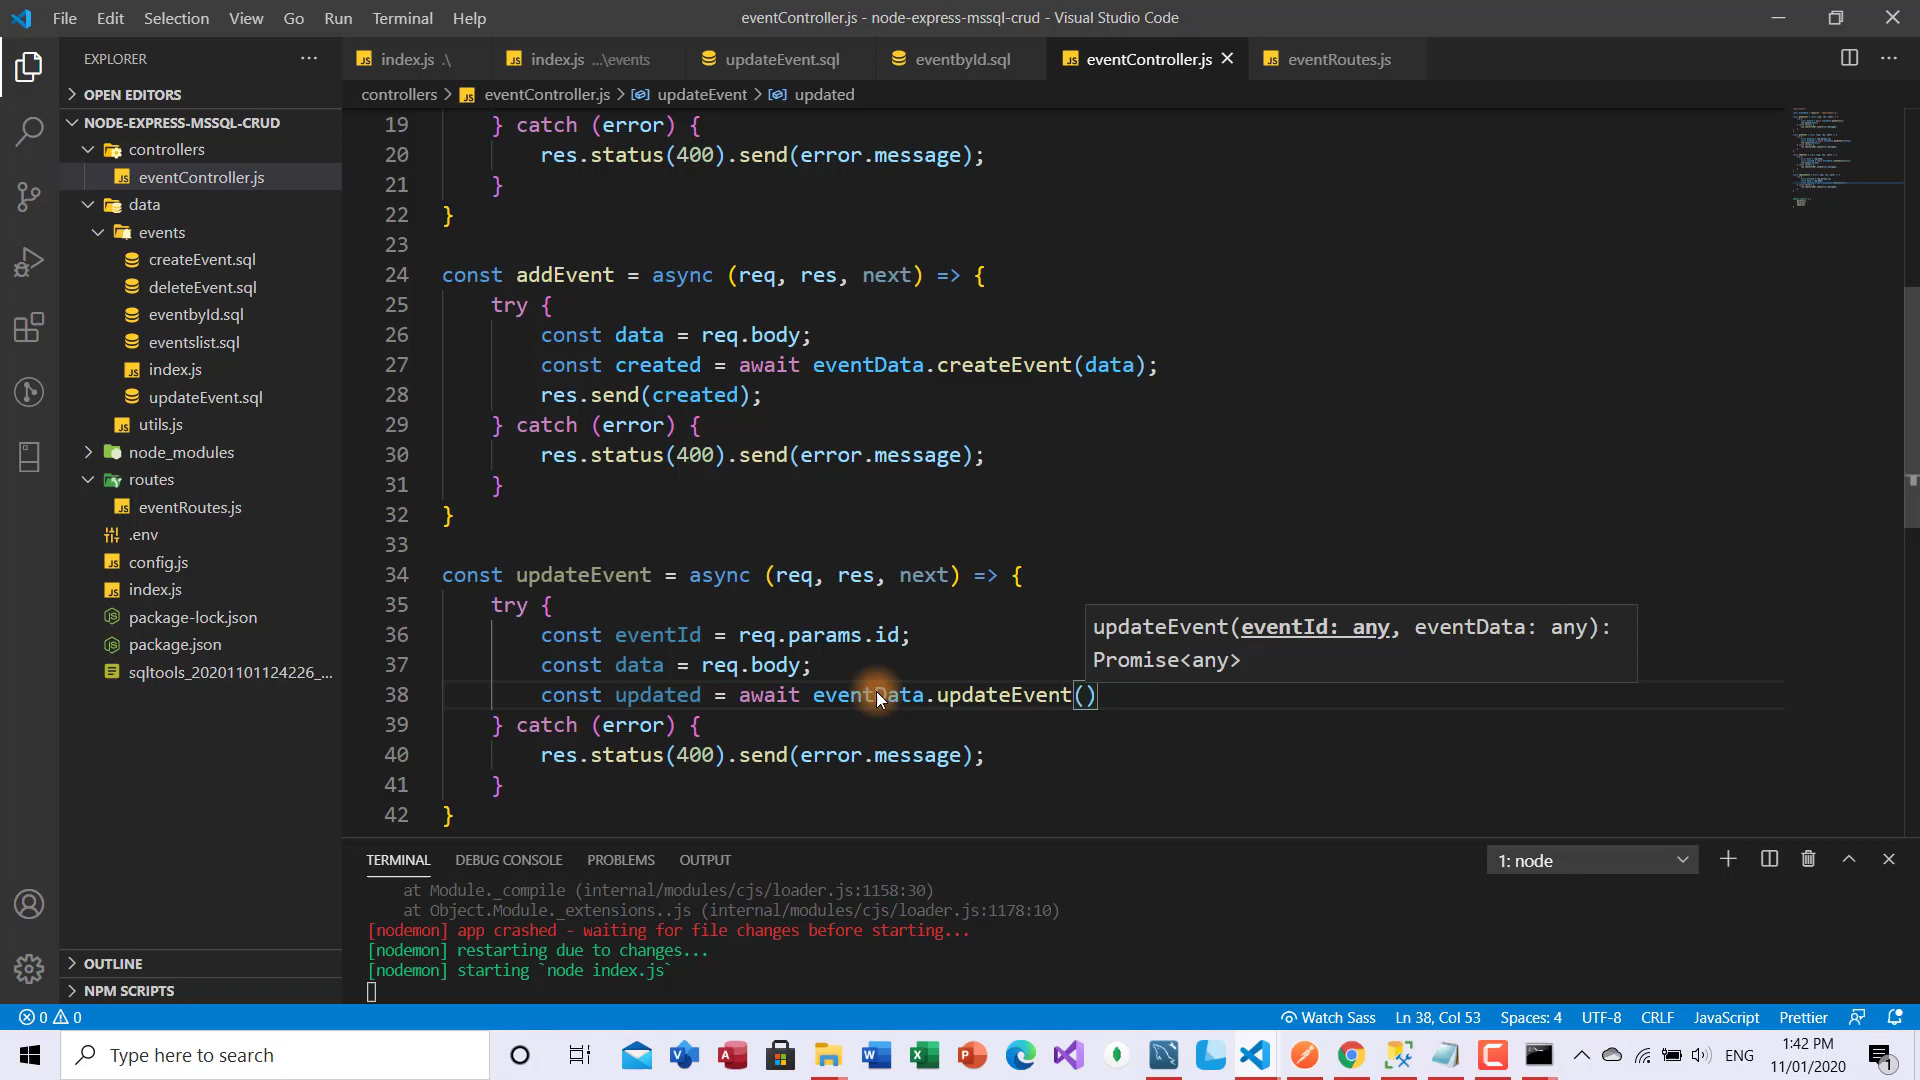 File Edit Selection View Go Run Terminal Help
eventController.js - node-express-mssql-crud - Visual Studio Code
EXPLORER
index.js .\
index.js ...\events
updateEvent.sql
eventbyId.sql
eventController.js
eventRoutes.js
OPEN EDITORS
controllers > eventController.js > updateEvent > updated
NODE-EXPRESS-MSSQL-CRUD
controllers
eventController.js
data
events
createEvent.sql
deleteEvent.sql
eventbyId.sql
eventslist.sql
index.js
updateEvent.sql
utils.js
node_modules
routes
eventRoutes.js
.env
config.js
index.js
package-lock.json
package.json
sqltools_20201101124226_...
OUTLINE
NPM SCRIPTS
19 } catch (error) {
20 res.status(400).send(error.message);
21 }
22 }
23
24 const addEvent = async (req, res, next) => {
25 try {
26 const data = req.body;
27 const created = await eventData.createEvent(data);
28 res.send(created);
29 } catch (error) {
30 res.status(400).send(error.message);
31 }
32 }
33
34 const updateEvent = async (req, res, next) => {
35 try {
36 const eventId = req.params.id;
37 const data = req.body;
38 const updated = await eventData.updateEvent()
39 } catch (error) {
40 res.status(400).send(error.message);
41 }
42 }
updateEvent(eventId: any, eventData: any):
Promise<any>
TERMINAL DEBUG CONSOLE PROBLEMS OUTPUT
1: node
at Module._compile (internal/modules/cjs/loader.js:1158:30)
at Object.Module._extensions..js (internal/modules/cjs/loader.js:1178:10)
[nodemon] app crashed - waiting for file changes before starting...
[nodemon] restarting due to changes...
[nodemon] starting `node index.js`
0 0
Watch Sass Ln 38, Col 53 Spaces: 4 UTF-8 CRLF JavaScript Prettier
Type here to search
ENG
1:42 PM
11/01/2020
1